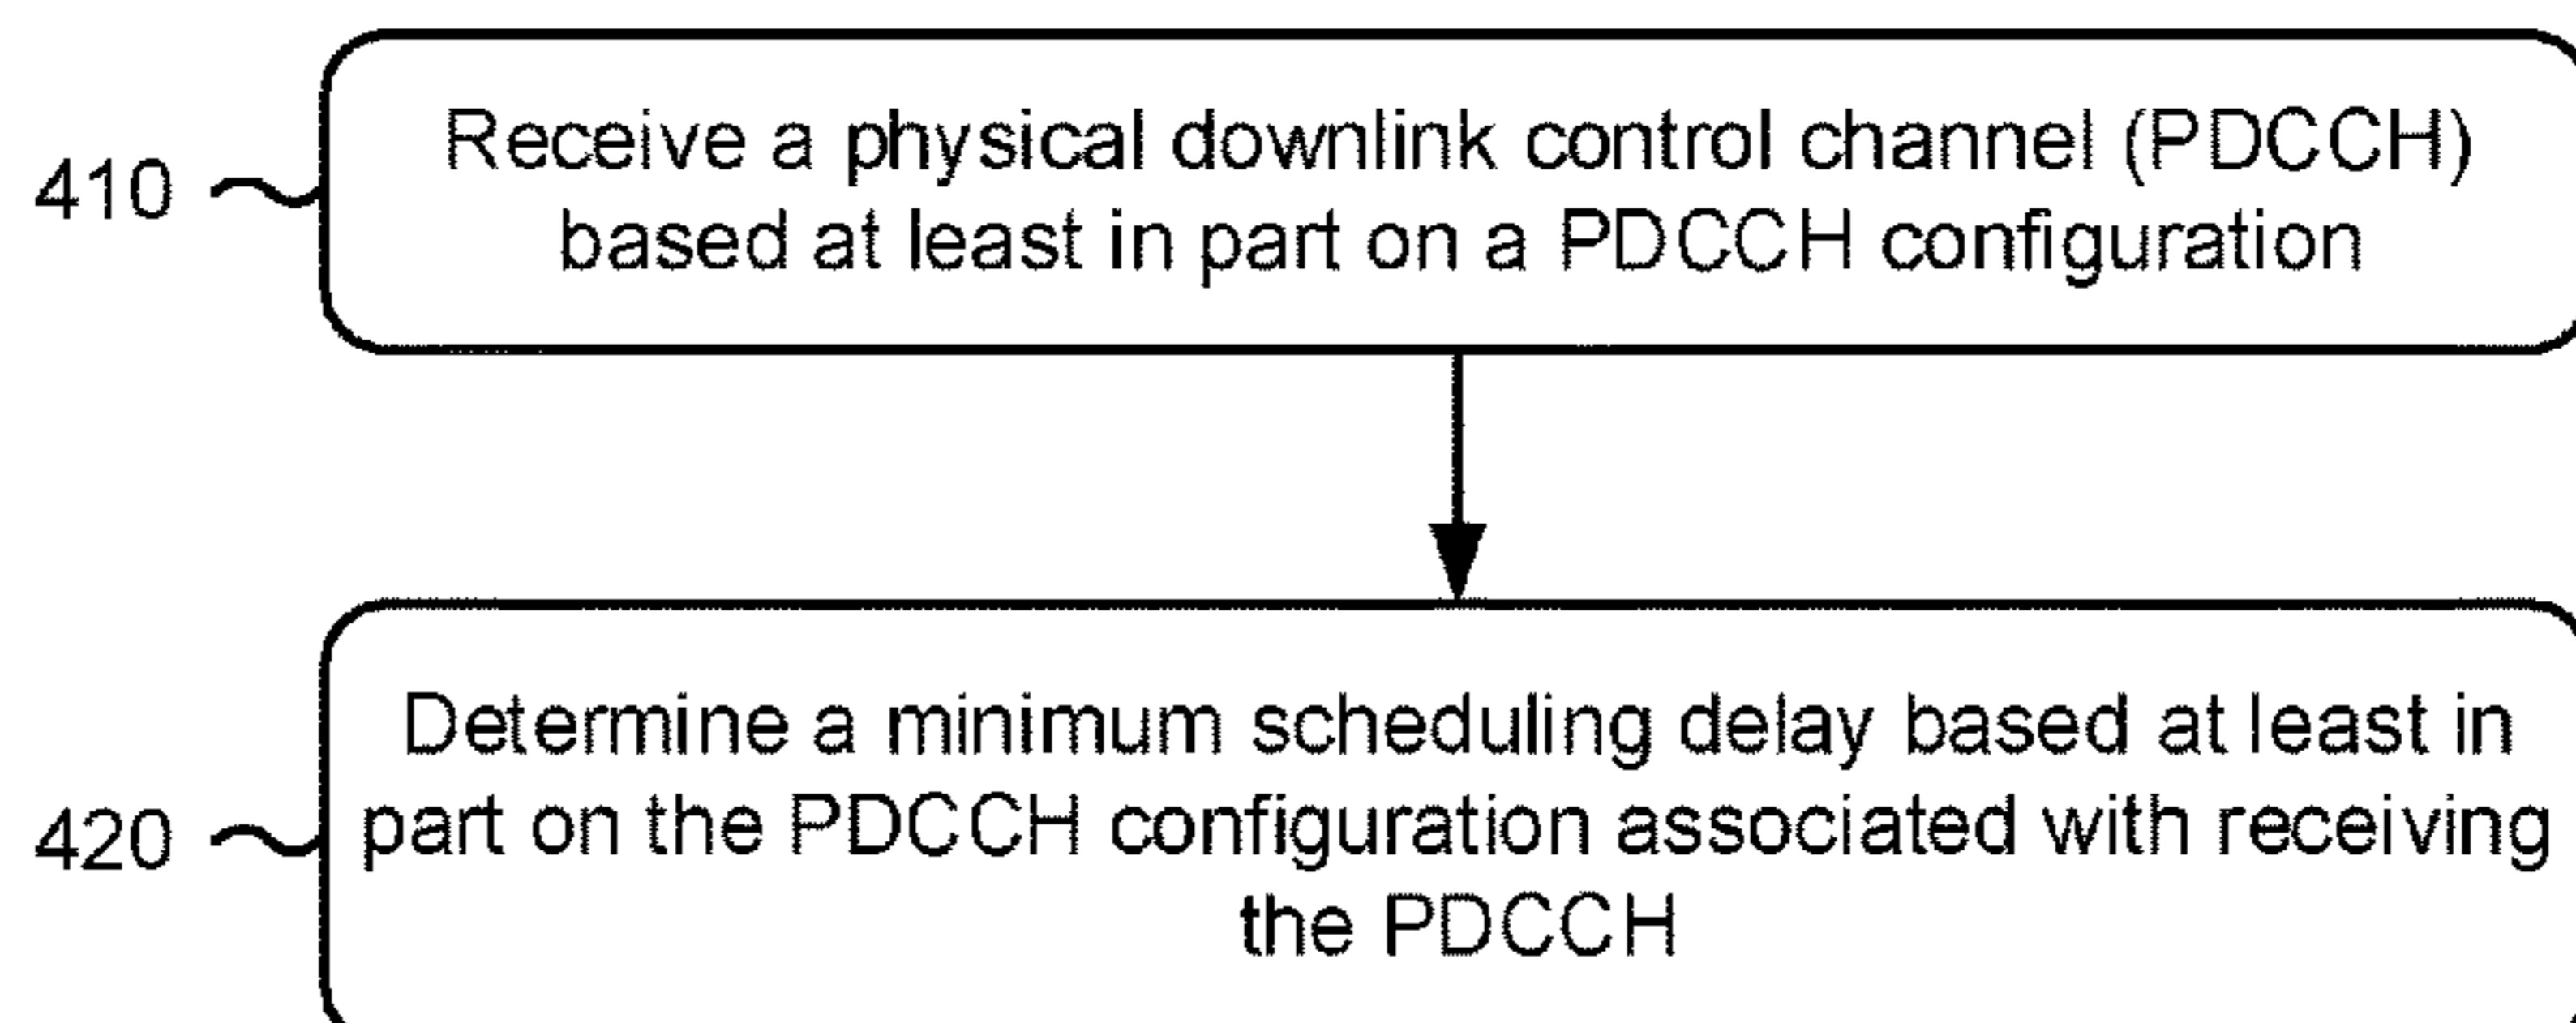 410
Receive a physical downlink control channel (PDCCH)
based at least in part on a PDCCH configuration
420
Determine a minimum scheduling delay based at least in
part on the PDCCH configuration associated with receiving
the PDCCH